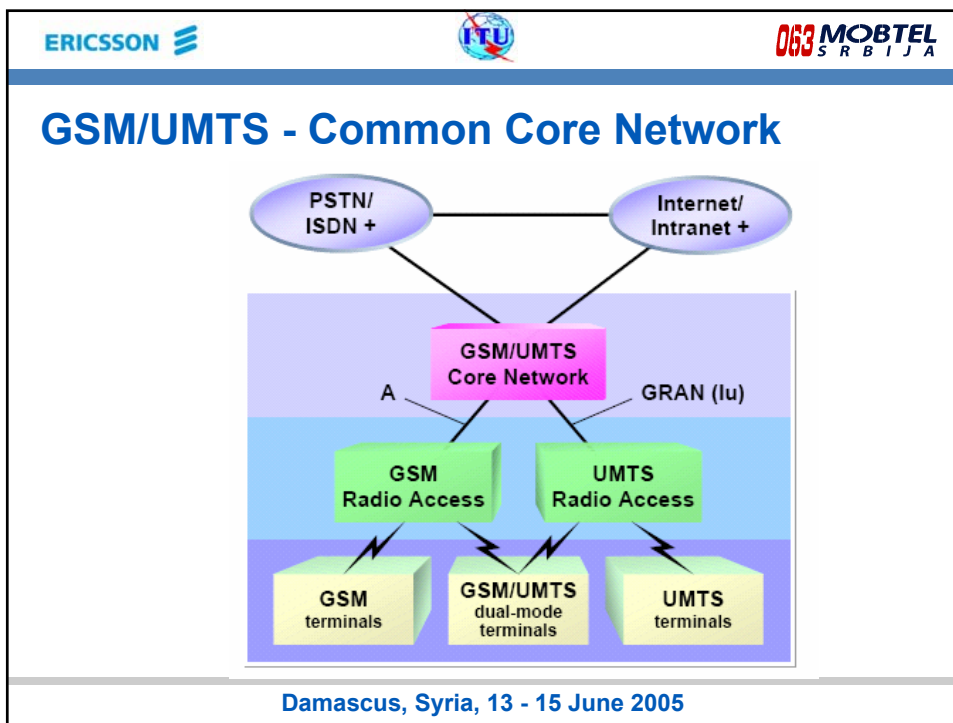 ERICSSON
ITU
063 MOBTEL
SRBIJA
GSM/UMTS - Common Core Network
PSTN/
ISDN +
Internet/
Intranet +
GSM/UMTS
Core Network
A
GRAN (Iu)
GSM
Radio Access
UMTS
Radio Access
GSM
terminals
GSM/UMTS
dual-mode
terminals
UMTS
terminals
Damascus, Syria, 13 - 15 June 2005